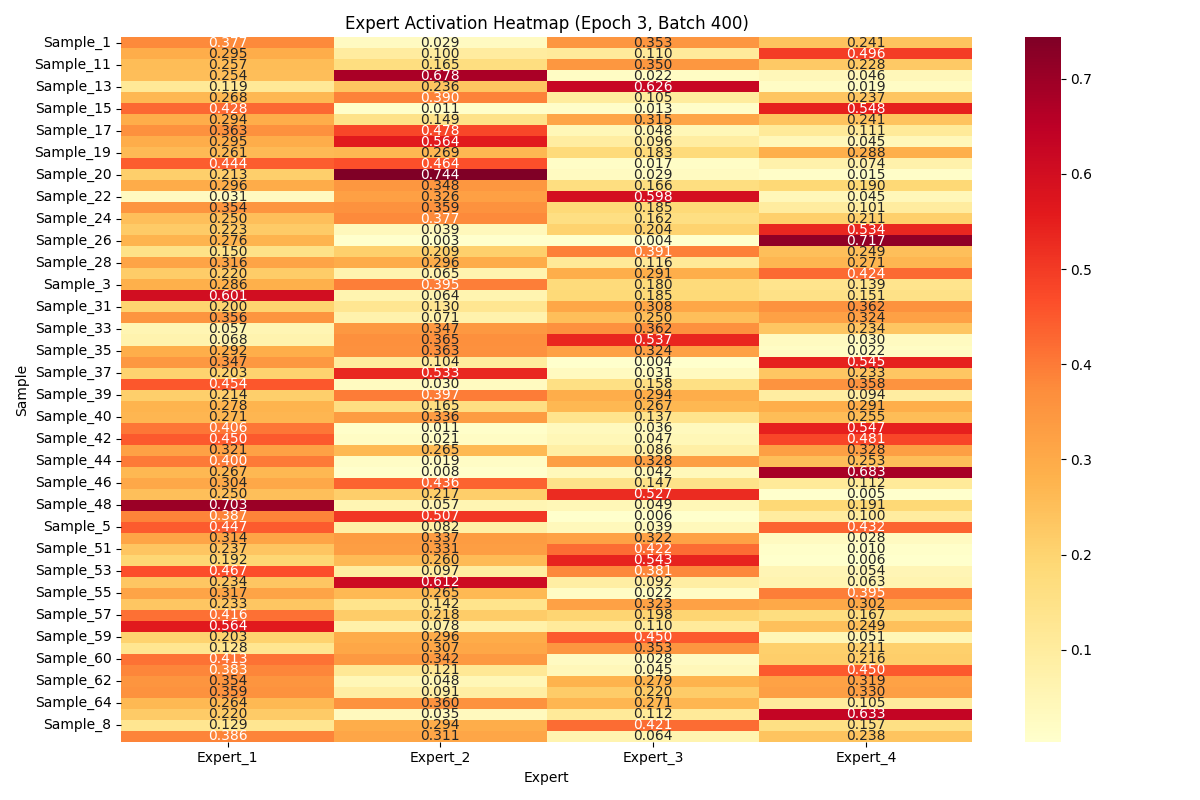 Expert Activation Heatmap (Epoch 3, Batch 400)
Sample_1 0.377 0.029 0.353 0.241
0.295 0.100 0.110 0.496
Sample_11 0.257 0.165 0.350 0.228
0.254 0.678 0.022 0.046
Sample_13 0.119 0.236 0.626 0.019
0.268 0.390 0.105 0.237
Sample_15 0.428 0.011 0.013 0.548
0.294 0.149 0.315 0.241
Sample_17 0.363 0.478 0.048 0.111
0.295 0.564 0.096 0.045
Sample_19 0.261 0.269 0.183 0.288
0.444 0.464 0.017 0.074
Sample_20 0.213 0.744 0.029 0.015
0.296 0.348 0.166 0.190
Sample_22 0.031 0.326 0.598 0.045
0.354 0.359 0.185 0.101
Sample_24 0.250 0.377 0.162 0.211
0.223 0.039 0.204 0.534
Sample_26 0.276 0.003 0.004 0.717
0.150 0.209 0.391 0.249
Sample_28 0.316 0.296 0.116 0.271
0.220 0.065 0.291 0.424
Sample_3 0.286 0.395 0.180 0.139
0.601 0.064 0.185 0.151
Sample_31 0.200 0.130 0.308 0.362
0.356 0.071 0.250 0.324
Sample_33 0.057 0.347 0.362 0.234
0.068 0.365 0.537 0.030
Sample_35 0.292 0.363 0.324 0.022
0.347 0.104 0.004 0.545
Sample_37 0.203 0.533 0.031 0.233
0.454 0.030 0.158 0.358
Sample_39 0.214 0.397 0.294 0.094
0.278 0.165 0.267 0.291
Sample_40 0.271 0.336 0.137 0.255
0.406 0.011 0.036 0.547
Sample_42 0.450 0.021 0.047 0.481
0.321 0.265 0.086 0.328
Sample_44 0.400 0.019 0.328 0.253
0.267 0.008 0.042 0.683
Sample_46 0.304 0.436 0.147 0.112
0.250 0.217 0.527 0.005
Sample_48 0.703 0.057 0.049 0.191
0.387 0.507 0.006 0.100
Sample_5 0.447 0.082 0.039 0.432
0.314 0.337 0.322 0.028
Sample_51 0.237 0.331 0.422 0.010
0.192 0.260 0.543 0.006
Sample_53 0.467 0.097 0.381 0.054
0.234 0.612 0.092 0.063
Sample_55 0.317 0.265 0.022 0.395
0.233 0.142 0.323 0.302
Sample_57 0.416 0.218 0.198 0.167
0.564 0.078 0.110 0.249
Sample_59 0.203 0.296 0.450 0.051
0.128 0.307 0.353 0.211
Sample_60 0.413 0.342 0.028 0.216
0.383 0.121 0.045 0.450
Sample_62 0.354 0.048 0.279 0.319
0.359 0.091 0.220 0.330
Sample_64 0.264 0.360 0.271 0.105
0.220 0.035 0.112 0.633
Sample_8 0.129 0.294 0.421 0.157
0.386 0.311 0.064 0.238
Expert_1 Expert_2 Expert_3 Expert_4
Expert
Sample
0.7
0.6
0.5
0.4
0.3
0.2
0.1